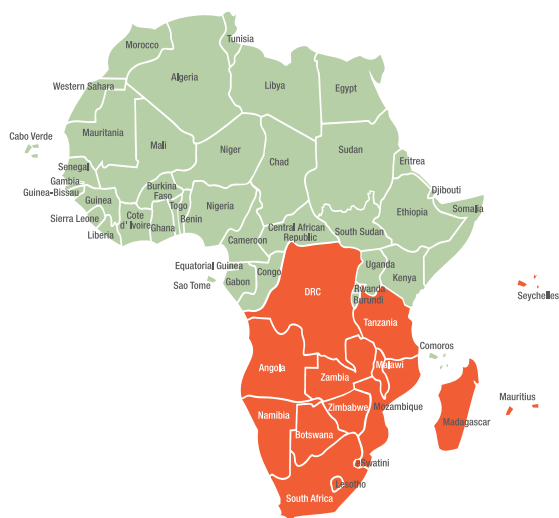 Tunisia
Morocco
Algeria
Libya
Egypt
Western Sahara
Cabo Verde
Mauritania
Mali
Niger
Chad
Sudan
Eritrea
Senegal
Gambia
Guinea-Bissau
Guinea
Burkina
Faso
Djibouti
Somalia
Sierra Leone
Liberia
Cote
d' Ivoire
Ghana
Togo
Benin
Nigeria
Ethiopia
Cameroon
Central African
Republic
South Sudan
Equatorial Guinea
Sao Tome
Gabon
Congo
Uganda
Kenya
Rwanda
Burundi
DRC
Tanzania
Seychelles
Comoros
Angola
Zambia
Malawi
Mozambique
Mauritius
Madagascar
Namibia
Zimbabwe
Botswana
eSwatini
Lesotho
South Africa